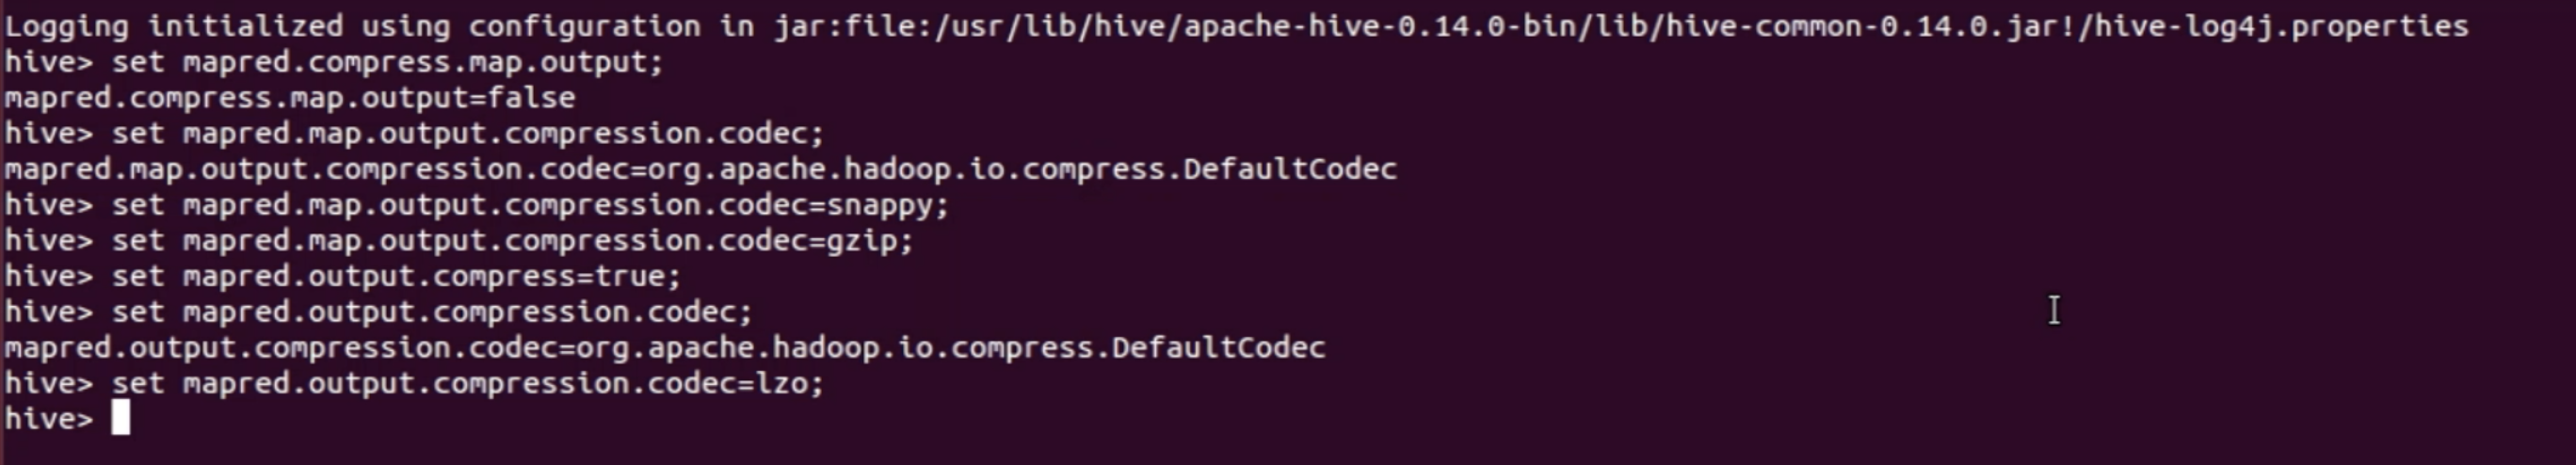 Logging initialized using configuration in jar:file:/usr/lib/hive/apache-hive-0.14.0-bin/lib/hive-common-0.14.0.jar!/hive-log4j.properties
hive> set mapred.compress.map.output;
mapred.compress.map.output=false
hive> set mapred.map.output.compression.codec;
mapred.map.output.compression.codec=org.apache.hadoop.io.compress.DefaultCodec
hive> set mapred.map.output.compression.codec=snappy;
hive> set mapred.map.output.compression.codec=gzip;
hive> set mapred.output.compress=true;
hive> set mapred.output.compression.codec;
mapred.output.compression.codec=org.apache.hadoop.io.compress.DefaultCodec
hive> set mapred.output.compression.codec=lzo;
hive>